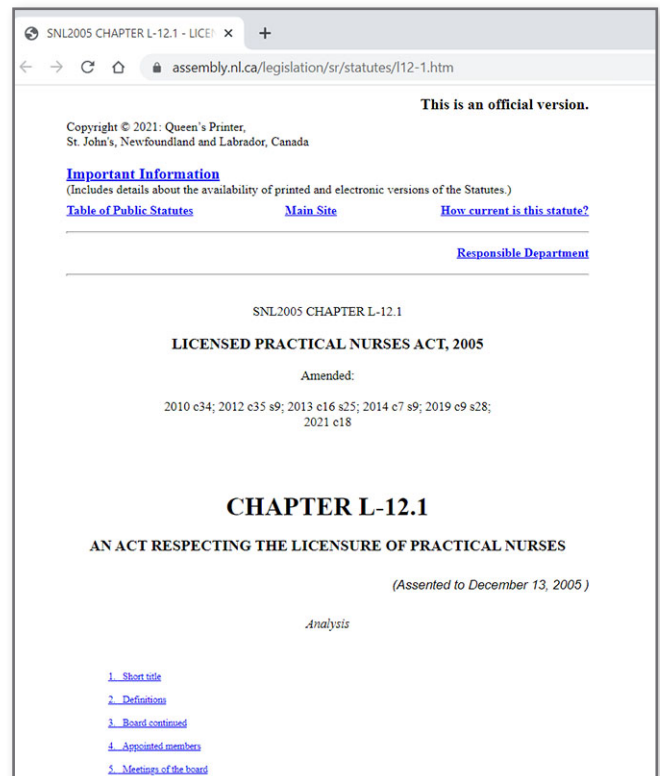 SNL2005 CHAPTER L-12.1 - LICEN
assembly.nl.ca/legislation/sr/statutes/l12-1.htm
This is an official version.
Copyright © 2021: Queen's Printer,
St. John's, Newfoundland and Labrador, Canada
Important Information
(Includes details about the availability of printed and electronic versions of the Statutes.)
Table of Public Statutes Main Site How current is this statute?
Responsible Department
SNL2005 CHAPTER L-12.1
LICENSED PRACTICAL NURSES ACT, 2005
Amended:
2010 c34; 2012 c35 s9; 2013 c16 s25; 2014 c7 s9; 2019 c9 s28;
2021 c18
CHAPTER L-12.1
AN ACT RESPECTING THE LICENSURE OF PRACTICAL NURSES
(Assented to December 13, 2005 )
Analysis
1. Short title
2. Definitions
3. Board continued
4. Appointed members
5. Meetings of the board